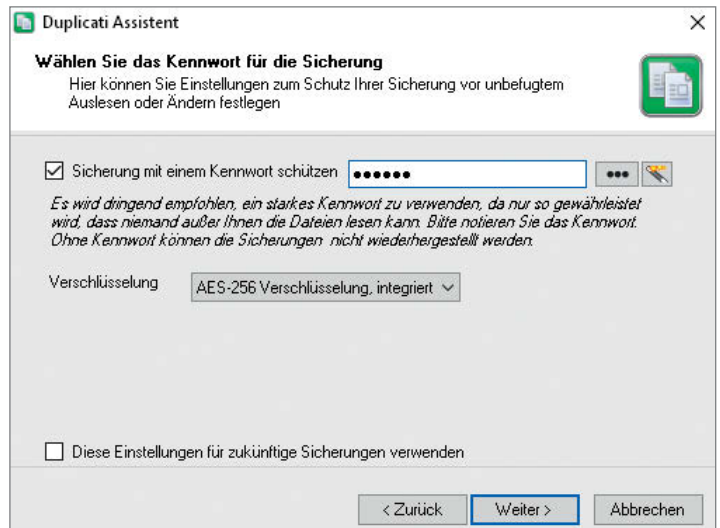 Duplicati Assistent
Wählen Sie das Kennwort für die Sicherung
Hier können Sie Einstellungen zum Schutz Ihrer Sicherung vor unbefugtem
Auslesen oder Ändern festlegen
Sicherung mit einem Kennwort schützen ●●●●●● ●●●
Es wird dringend empfohlen, ein starkes Kennwort zu verwenden, da nur so gewährleistet
wird, dass niemand außer Ihnen die Dateien lesen kann. Bitte notieren Sie das Kennwort.
Ohne Kennwort können die Sicherungen nicht wiederhergestellt werden.
Verschlüsselung AES-256 Verschlüsselung, integriert
Diese Einstellungen für zukünftige Sicherungen verwenden
< Zurück Weiter > Abbrechen